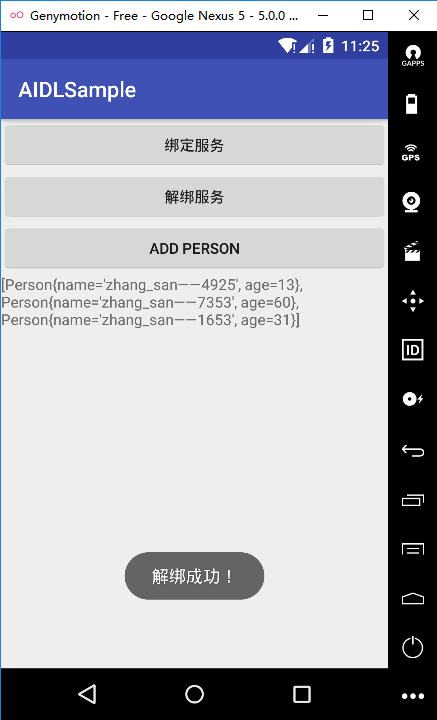 Genymotion - Free - Google Nexus 5 - 5.0.0 ...
11:25
AIDLSample
绑定服务
解绑服务
ADD PERSON
[Person{name='zhang_san——4925', age=13},
Person{name='zhang_san——7353', age=60},
Person{name='zhang_san——1653', age=31}]
解绑成功！
GAPPS
GPS
ID